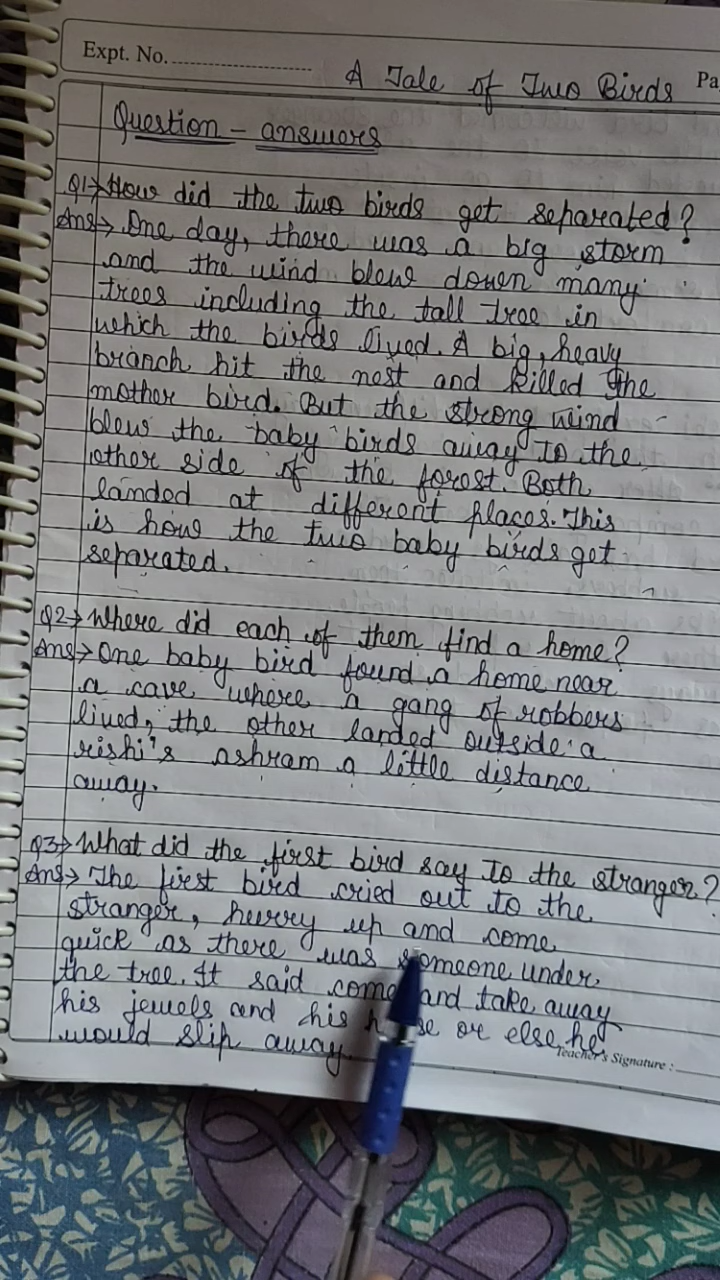 Expt. No.
A Tale of Two Birds Pa
Question - answers
Q1→ How did the two birds get separated?
Ans→ One day, there was a big storm
and the wind blew down many
trees including the tall tree in
which the birds lived. A big, heavy
branch hit the nest and killed the
mother bird. But the strong wind
blew the baby birds away to the
other side of the forest. Both
landed at different places. This
is how the two baby birds get
separated.
Q2→ Where did each of them find a home?
Ans→ One baby bird found a home near
a cave where a gang of robbers
lived, the other landed outside a
rishi's ashram a little distance
away.
Q3→ What did the first bird say to the stranger?
Ans→ The first bird cried out to the
stranger, hurry up and come
quick as there was someone under
the tree. It said come and take away
his jewels and his or else he
would slip away.
Teacher's Signature :